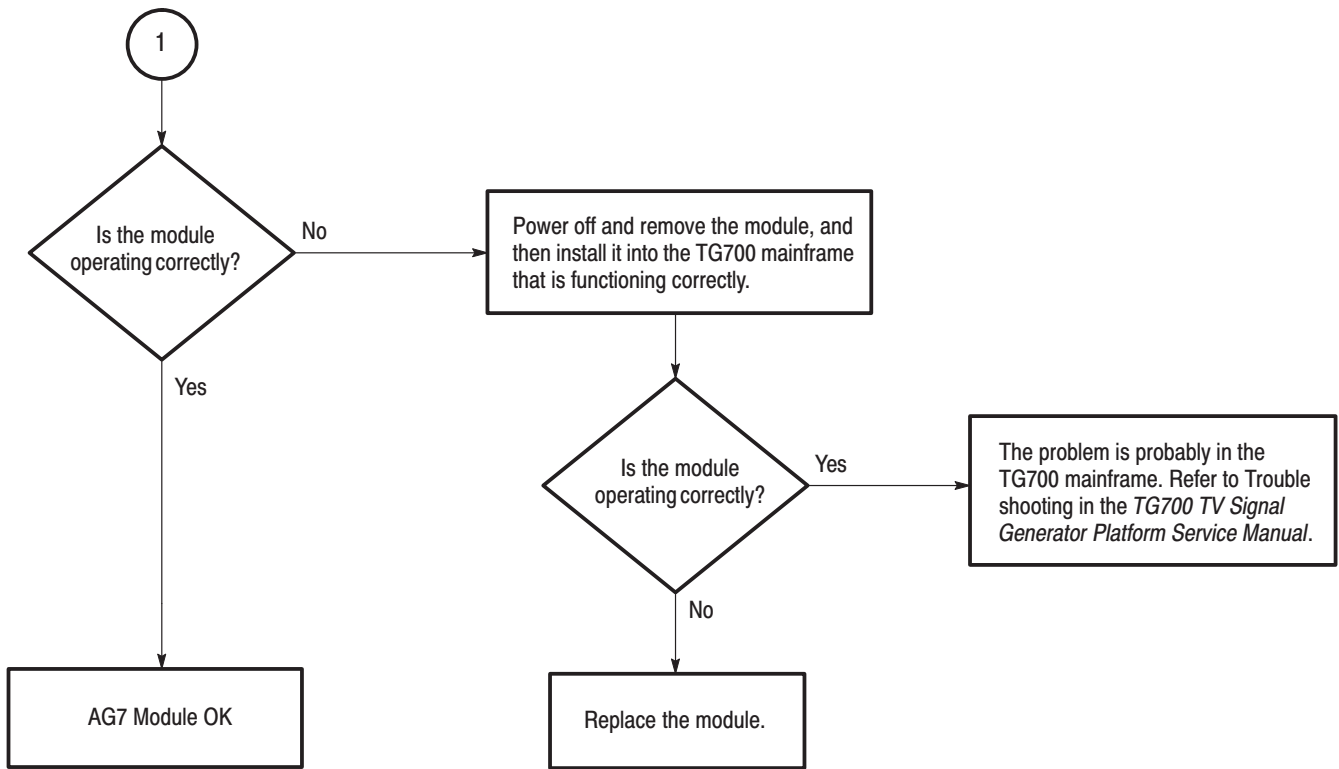 1
Is the module
operating correctly?
No
Power off and remove the module, and
then install it into the TG700 mainframe
that is functioning correctly.
Yes
Is the module
operating correctly?
Yes
The problem is probably in the
TG700 mainframe. Refer to Trouble
shooting in the TG700 TV Signal
Generator Platform Service Manual.
No
AG7 Module OK
Replace the module.